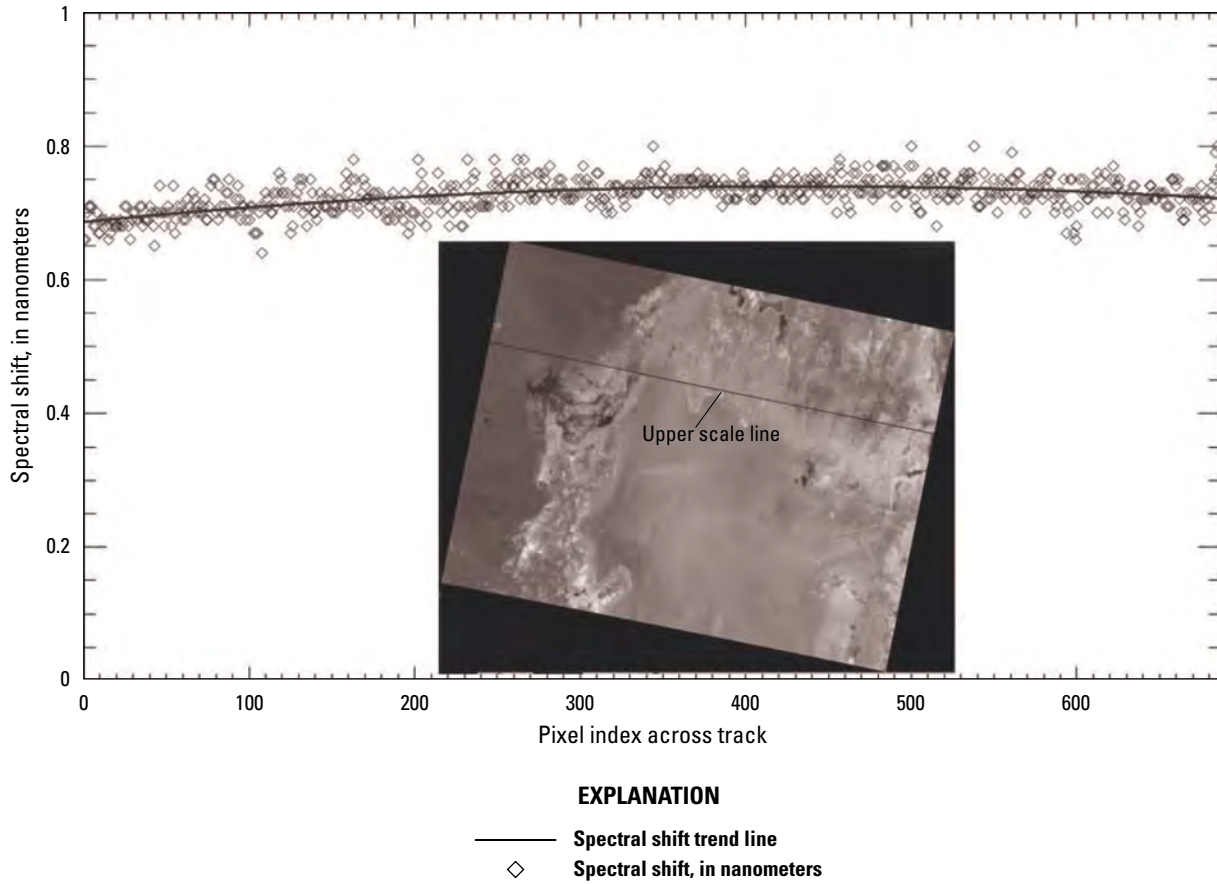 1
0.8
0.6
0.4
0.2
0
Spectral shift, in nanometers
Upper scale line
0
100
200
300
400
500
600
Pixel index across track
EXPLANATION
Spectral shift trend line
Spectral shift, in nanometers